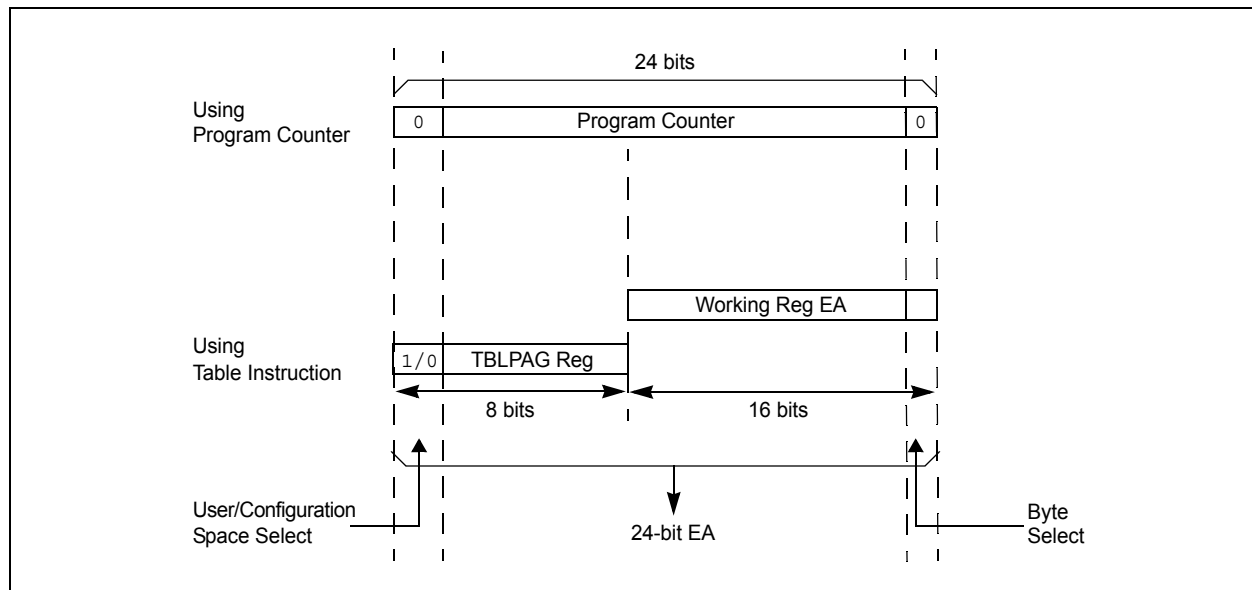 24 bits
Using
Program Counter
0
Program Counter
0
Working Reg EA
Using
Table Instruction
1/0
TBLPAG Reg
8 bits
16 bits
User/Configuration
Space Select
24-bit EA
Byte
Select